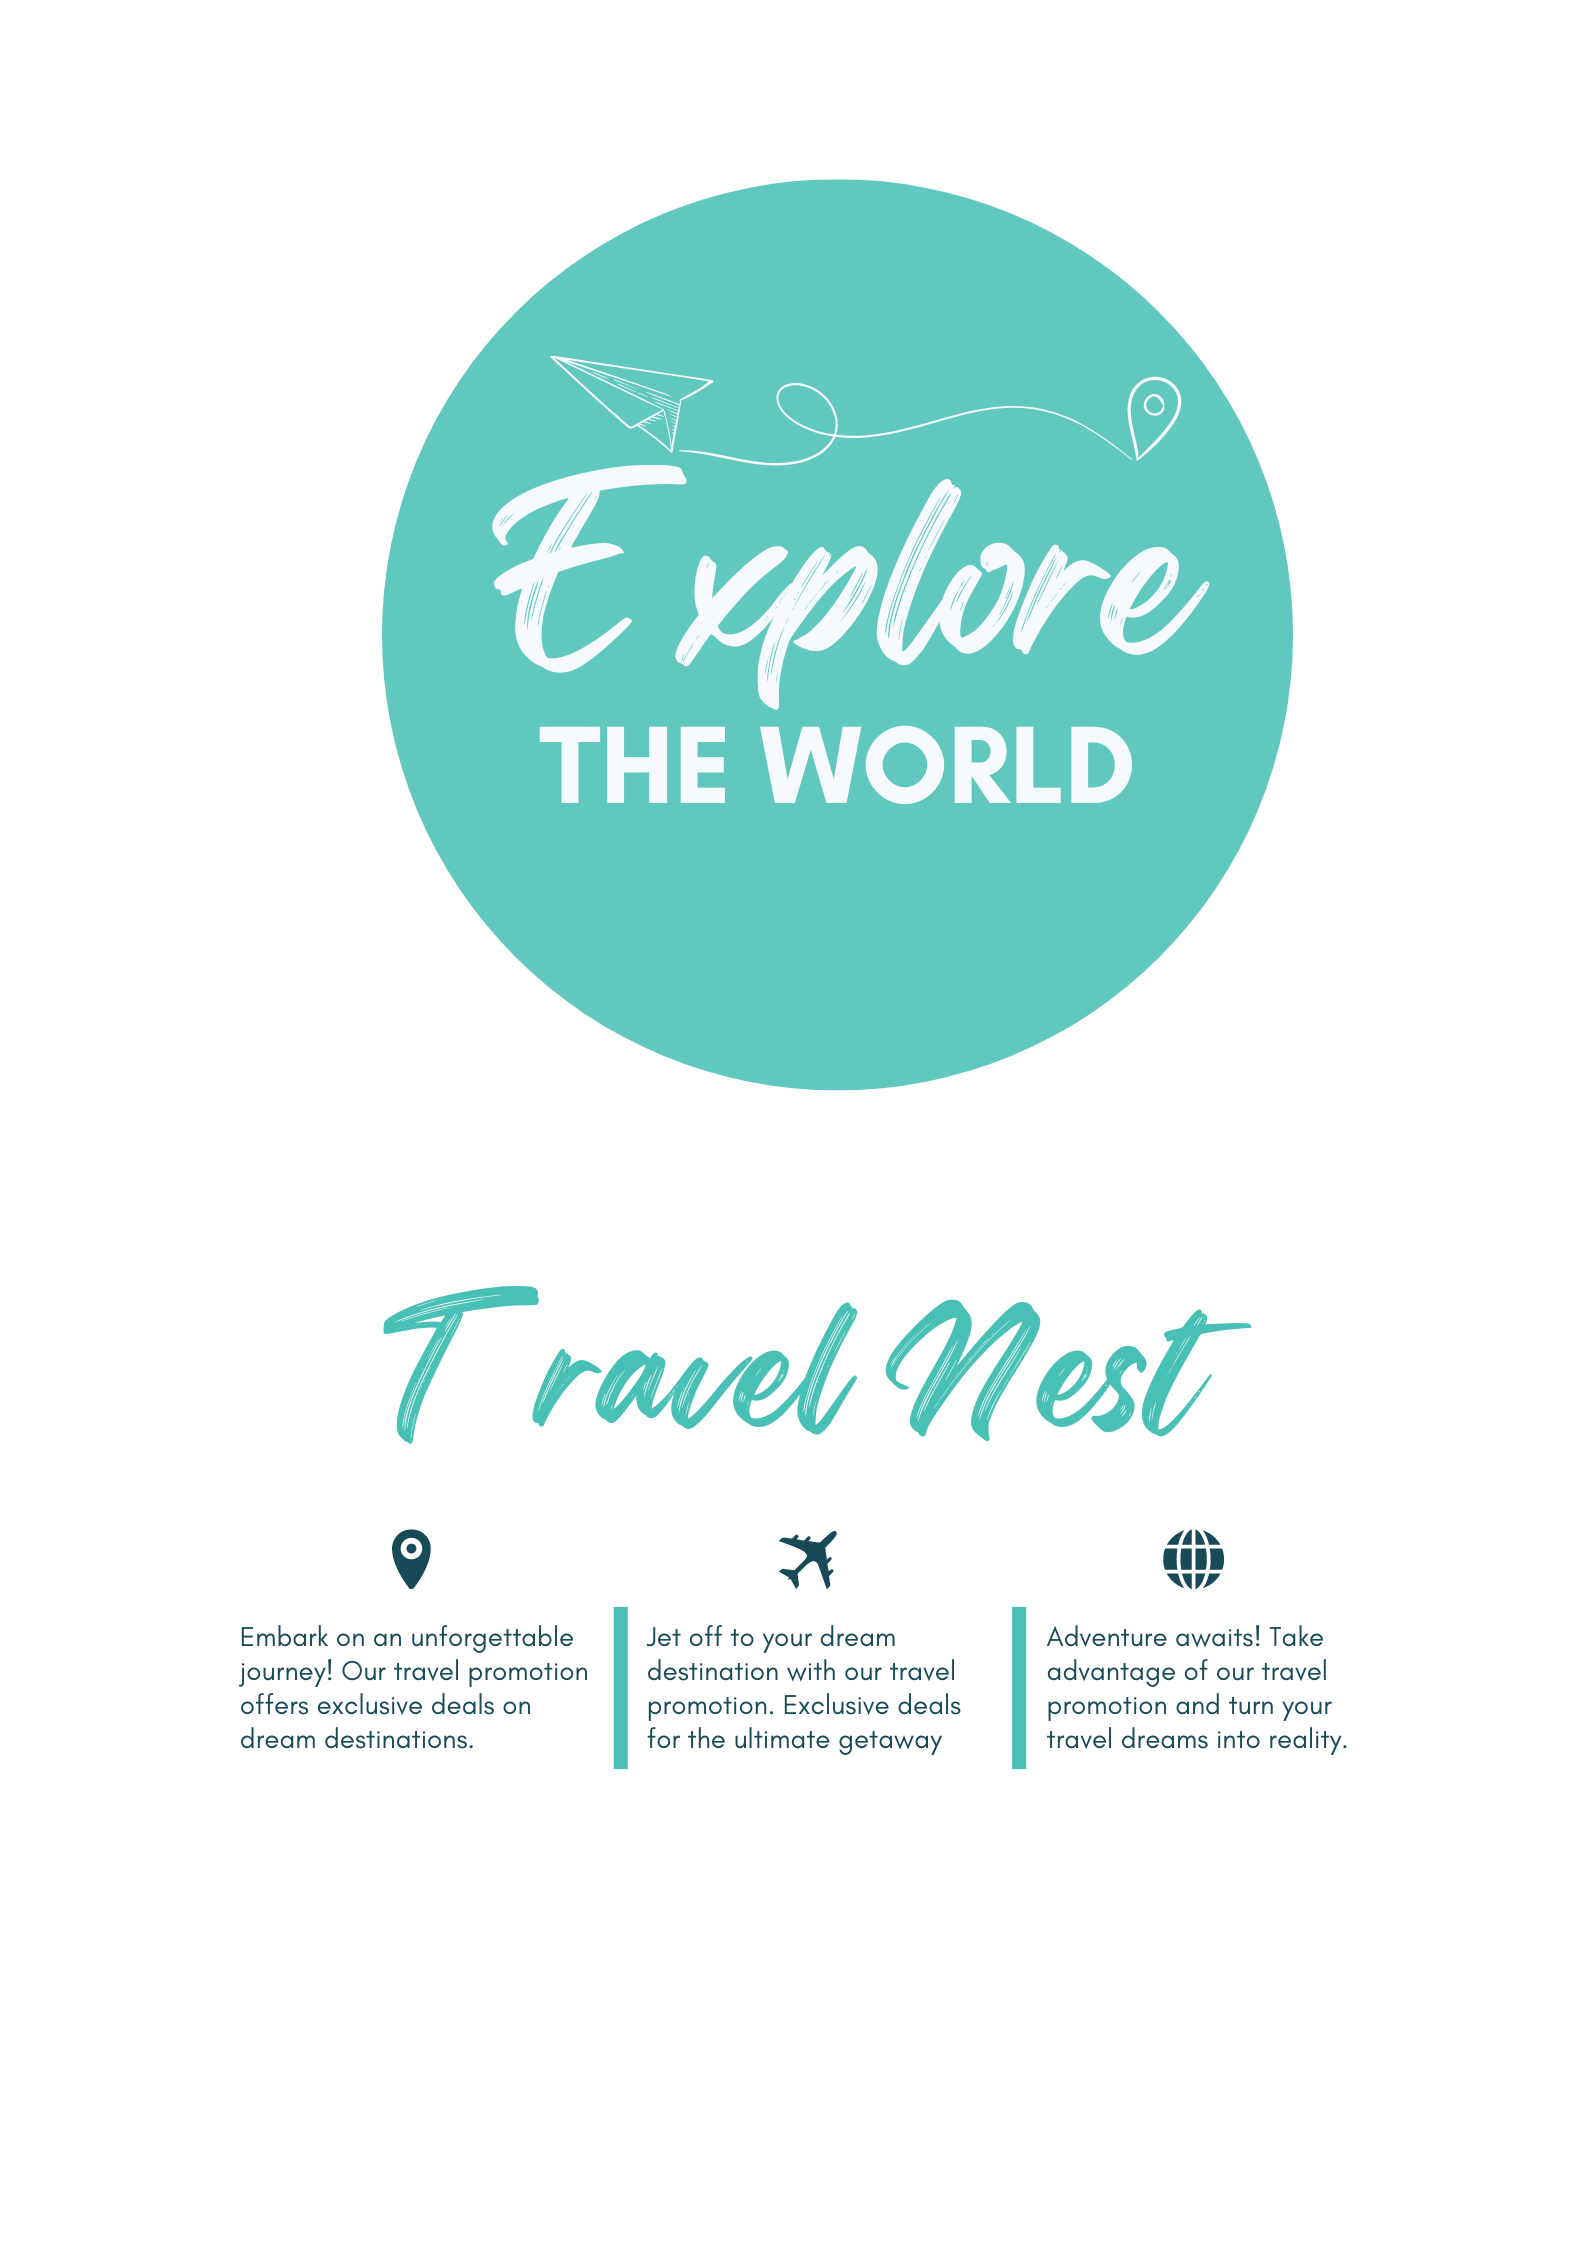 Explore
THE WORLD
Travel Nest
Embark on an unforgettable
journey! Our travel promotion
offers exclusive deals on
dream destinations.
Jet off to your dream
destination with our travel
promotion. Exclusive deals
for the ultimate getaway
Adventure awaits! Take
advantage of our travel
promotion and turn your
travel dreams into reality.